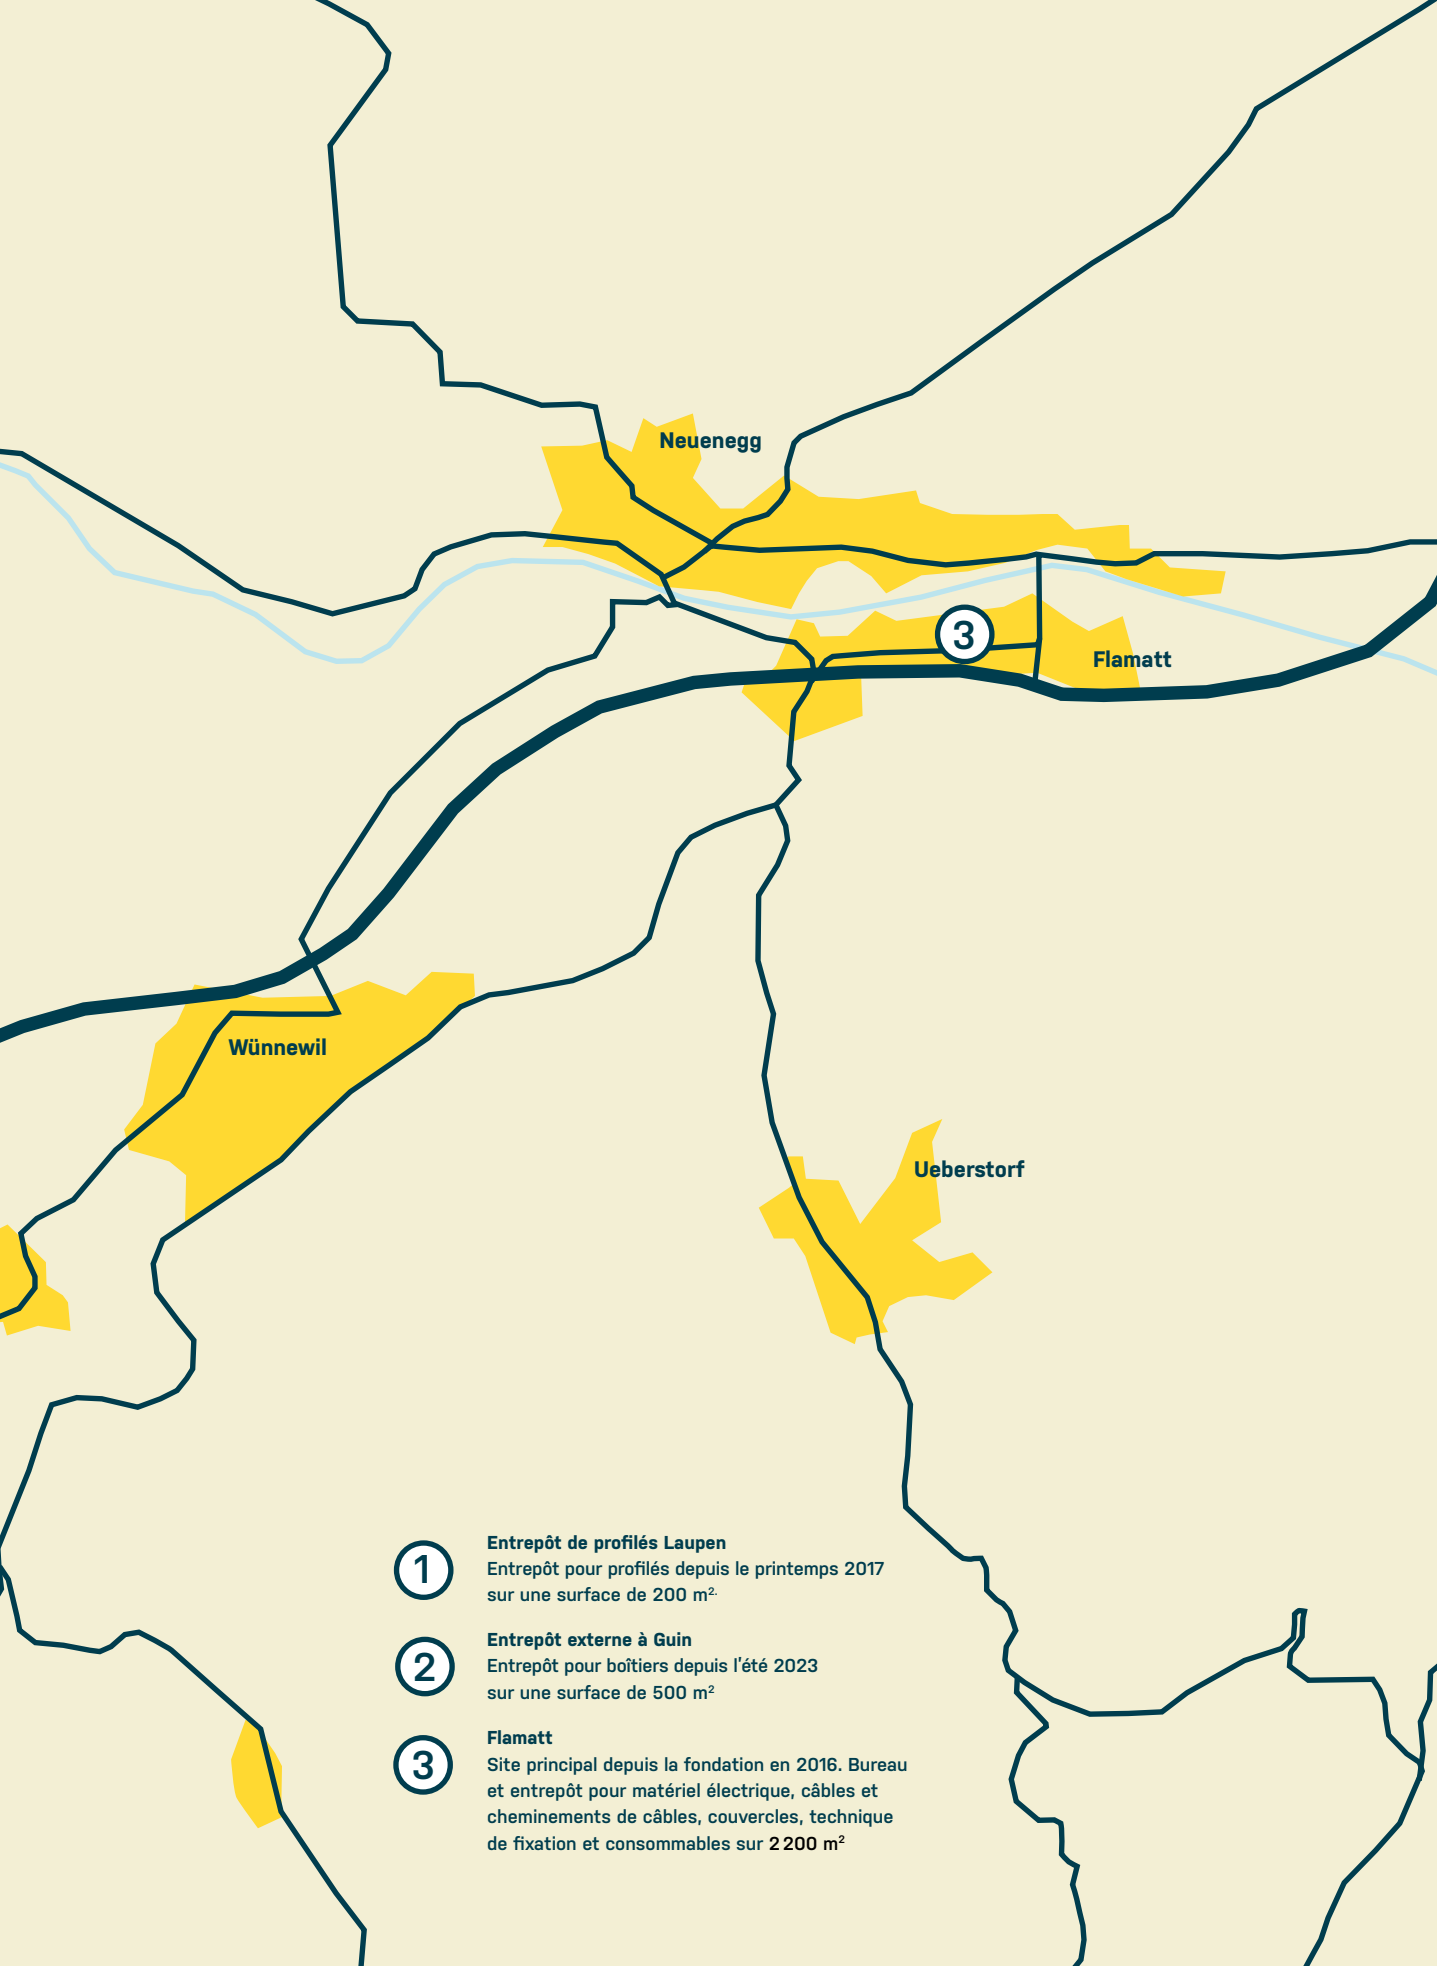 Neuenegg
3
Flamatt
Wünnewil
Ueberstorf
1
Entrepôt de profilés Laupen
Entrepôt pour profilés depuis le printemps 2017
sur une surface de 200 m².
2
Entrepôt externe à Guin
Entrepôt pour boîtiers depuis l'été 2023
sur une surface de 500 m²
3
Flamatt
Site principal depuis la fondation en 2016. Bureau
et entrepôt pour matériel électrique, câbles et
cheminements de câbles, couvercles, technique
de fixation et consommables sur 2 200 m²